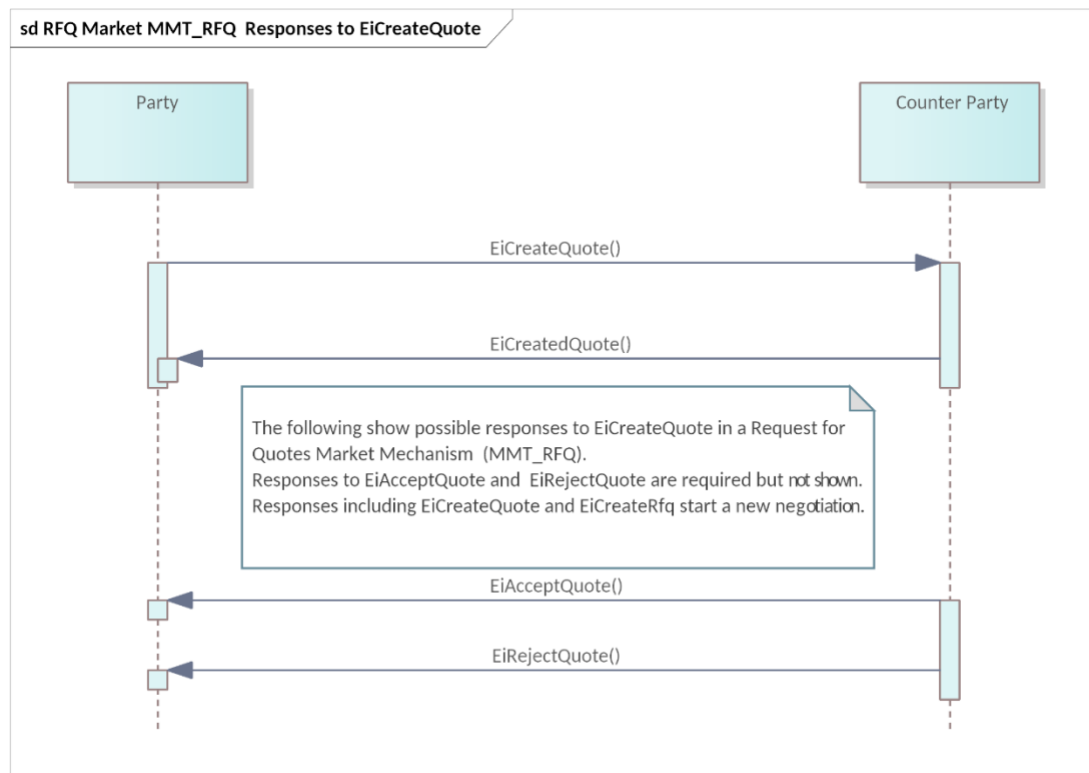 sd RFQ Market MMT_RFQ  Responses to EiCreateQuote
Party
Counter Party
EiCreateQuote()
EiCreatedQuote()
The following show possible responses to EiCreateQuote in a Request for
Quotes Market Mechanism  (MMT_RFQ).
Responses to EiAcceptQuote and  EiRejectQuote are required but not shown.
Responses including EiCreateQuote and EiCreateRfq start a new negotiation.
EiAcceptQuote()
EiRejectQuote()